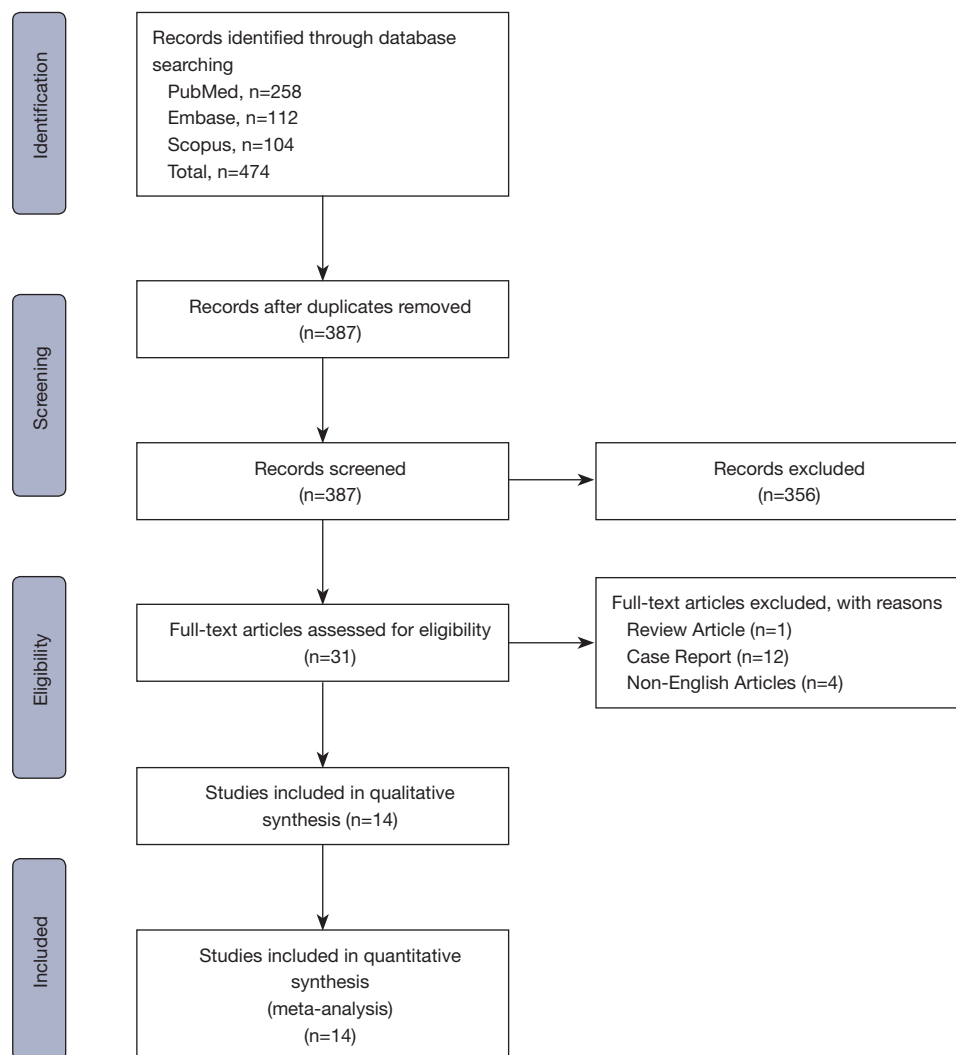 Identification
Records identified through database
searching
PubMed, n=258
Embase, n=112
Scopus, n=104
Total, n=474
Screening
Records after duplicates removed
(n=387)
Records screened
(n=387)
Records excluded
(n=356)
Eligibility
Full-text articles assessed for eligibility
(n=31)
Full-text articles excluded, with reasons
Review Article (n=1)
Case Report (n=12)
Non-English Articles (n=4)
Studies included in qualitative
synthesis (n=14)
Included
Studies included in quantitative
synthesis
(meta-analysis)
(n=14)